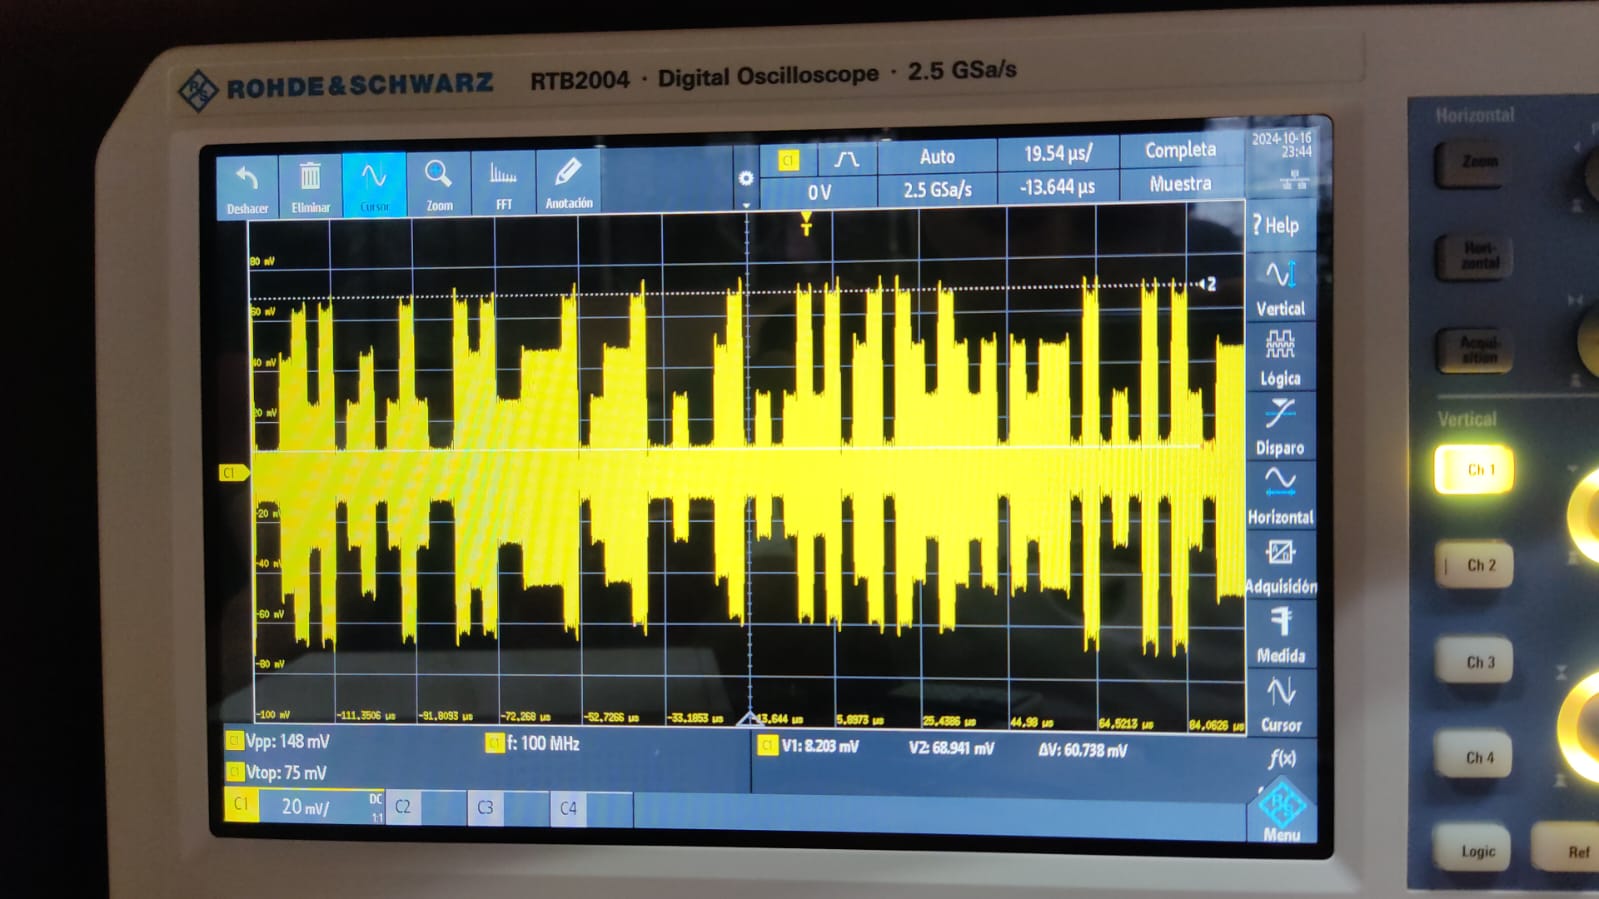 ROHDE&SCHWARZ RTB2004 · Digital Oscilloscope · 2.5 GSa/s
Deshacer Eliminar Cursor Zoom FFT Anotación
C1 Auto 19.54 µs/ Completa
0 V 2.5 GSa/s -13.644 µs Muestra
2024-10-16
23:44
T
2
80 mV
60 mV
40 mV
20 mV
C1
-20 mV
-40 mV
-60 mV
-80 mV
-100 mV
-111.3506 µs -91.8093 µs -72.268 µs -52.7266 µs -33.1853 µs -13.644 µs 5.8973 µs 25.4386 µs 44.98 µs 64.5213 µs 84.0626 µs
? Help
Vertical
Lógica
Disparo
Horizontal
Adquisición
Medida
Cursor
f(x)
Menu
C1 Vpp: 148 mV C1 f: 100 MHz C1 V1: 8.203 mV V2: 68.941 mV ΔV: 60.738 mV
C1 Vtop: 75 mV
C1 20 mV/ DC 1:1 C2 C3 C4
Horizontal
Zoom
Hori-
zontal
Acqui-
sition
Vertical
Ch 1
Ch 2
Ch 3
Ch 4
Logic Ref